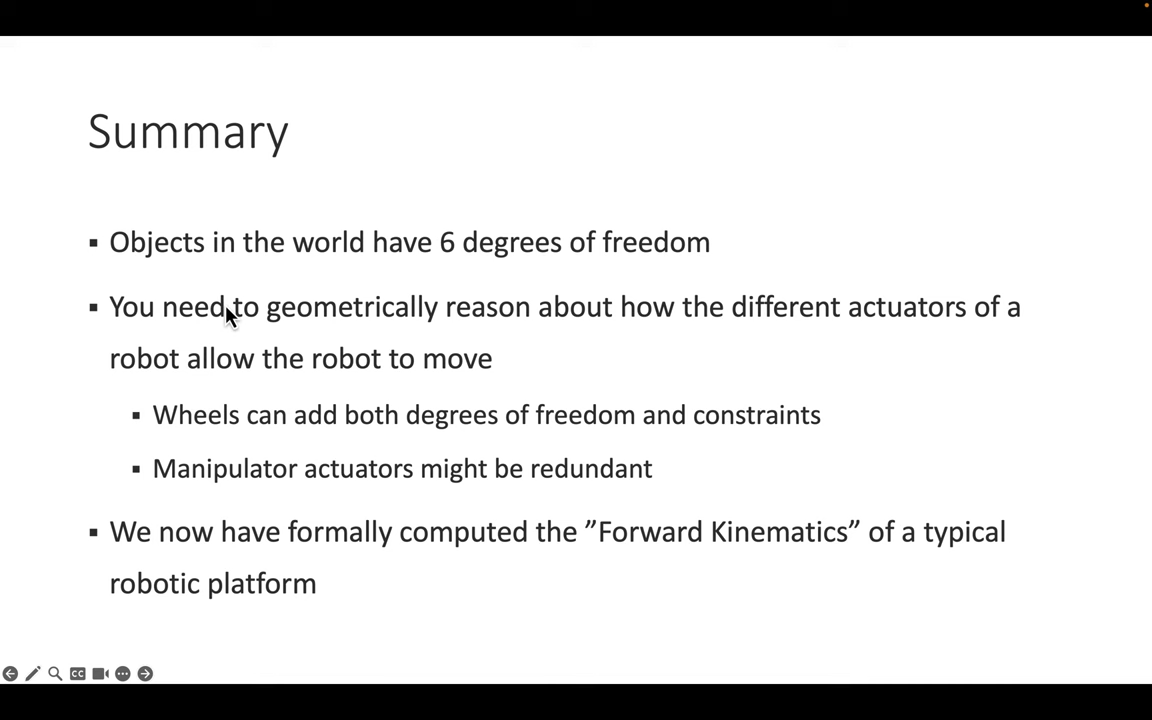 Summary
▪ Objects in the world have 6 degrees of freedom
▪ You need to geometrically reason about how the different actuators of a
robot allow the robot to move
▪ Wheels can add both degrees of freedom and constraints
▪ Manipulator actuators might be redundant
▪ We now have formally computed the ”Forward Kinematics” of a typical
robotic platform
CC